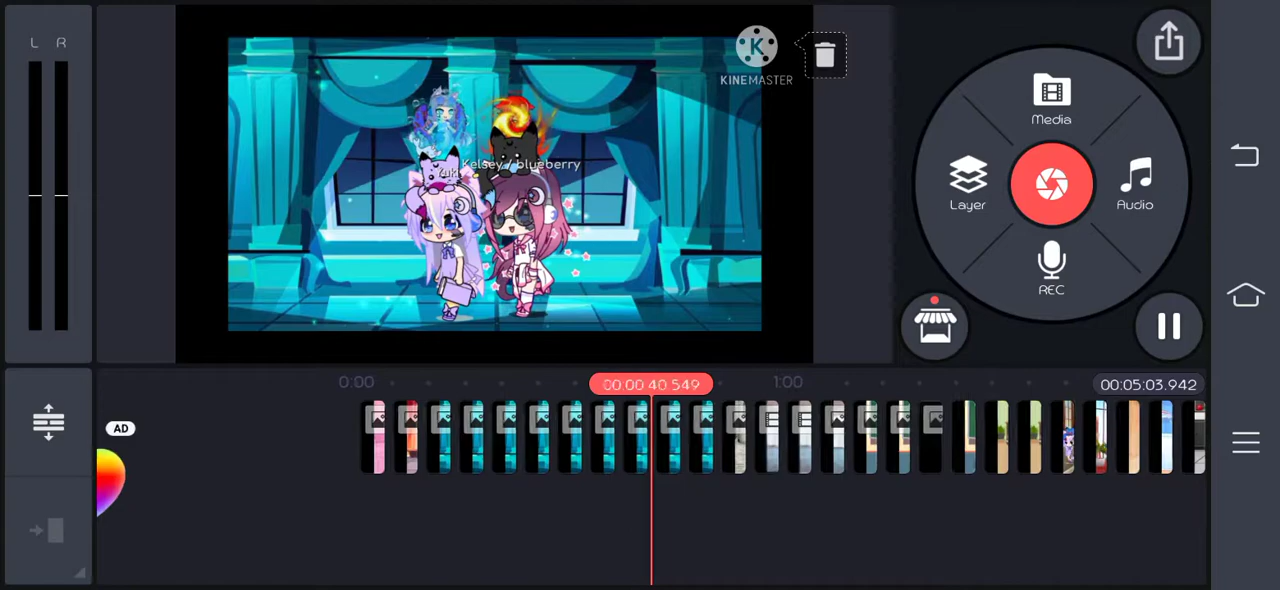 L R
K
KINEMASTER
Media
Kelsey / blueberry
Yuki
Layer
Audio
REC
0:00
00:00:40.549
1:00
00:05:03.942
AD